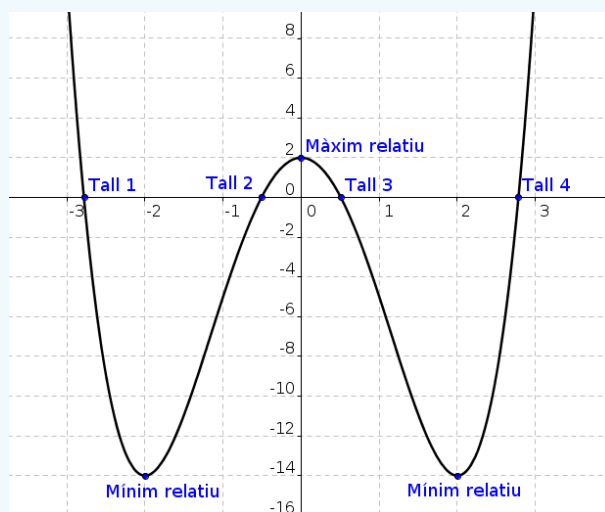 8
6
4
Màxim relatiu
2
Tall 1
Tall 2
Tall 3
Tall 4
0
-3
-2
-1
0
1
2
3
-2
-4
-6
-8
-10
-12
-14
Mínim relatiu
Mínim relatiu
-16